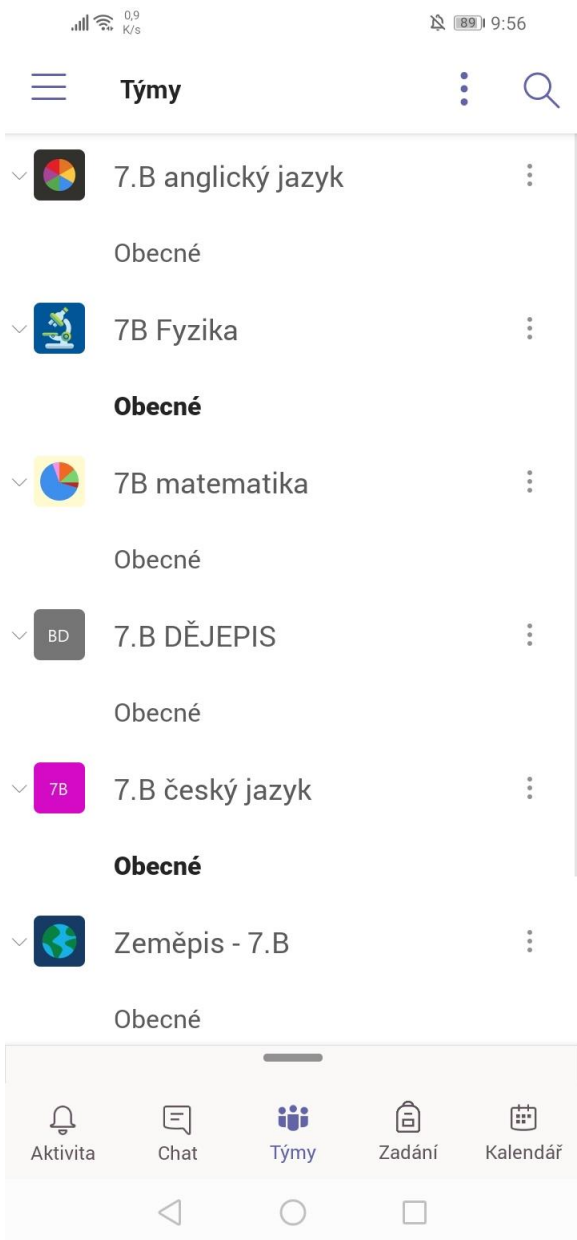 0,9
K/s
89 9:56
Týmy
7.B anglický jazyk
Obecné
7B Fyzika
Obecné
7B matematika
Obecné
BD 7.B DĚJEPIS
Obecné
7B 7.B český jazyk
Obecné
Zeměpis - 7.B
Obecné
Aktivita Chat Týmy Zadání Kalendář